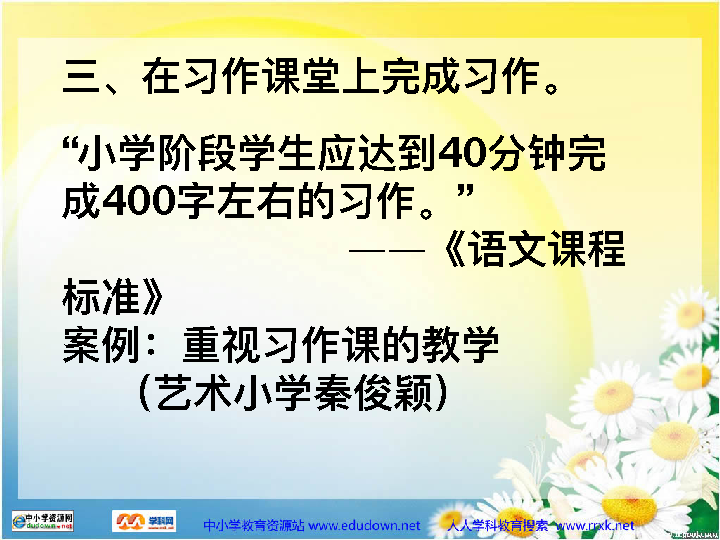 三、在习作课堂上完成习作。
“小学阶段学生应达到40分钟完
成400字左右的习作。”
——《语文课程
标准》
案例：重视习作课的教学
（艺术小学秦俊颖）
中小学资源网
edudown.net
学科网
中小学教育资源站 www.edudown.net 人人学科教育搜索 www.rrxk.net